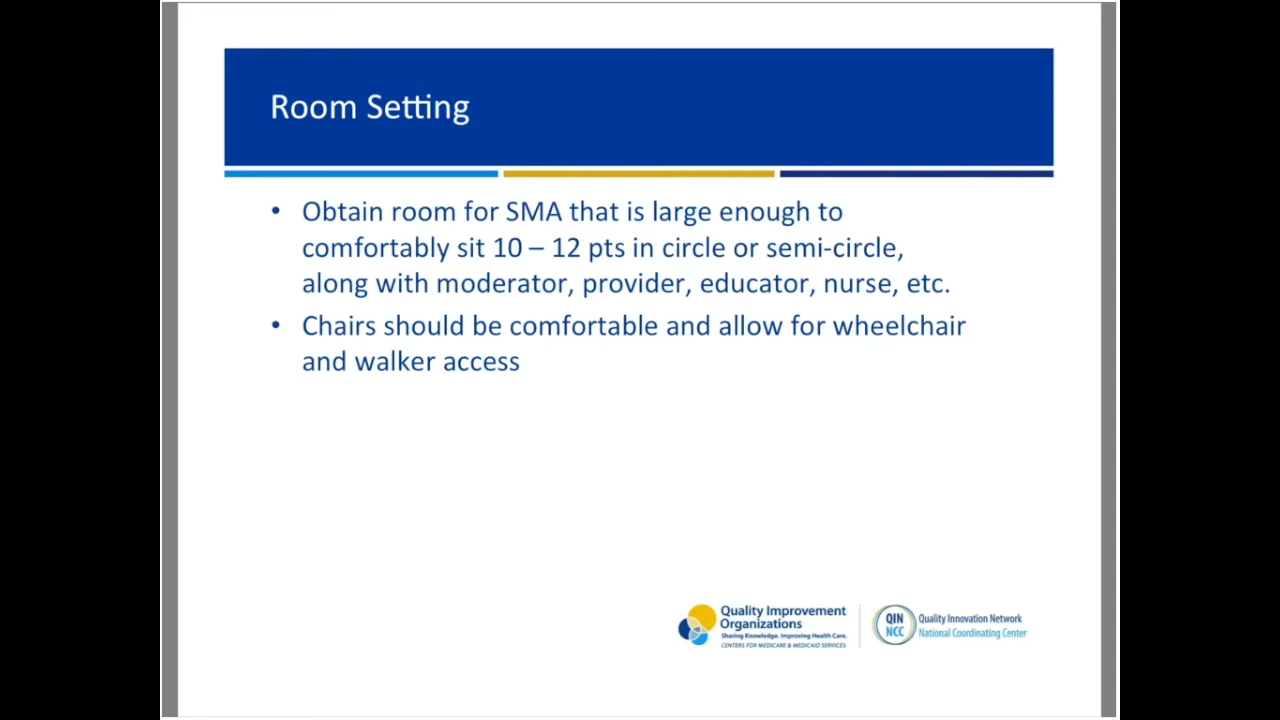 Room Setting
• Obtain room for SMA that is large enough to
comfortably sit 10 – 12 pts in circle or semi-circle,
along with moderator, provider, educator, nurse, etc.
• Chairs should be comfortable and allow for wheelchair
and walker access
Quality Improvement
Organizations
Sharing Knowledge. Improving Health Care.
CENTERS FOR MEDICARE & MEDICAID SERVICES
QIN
NCC
Quality Innovation Network
National Coordinating Center